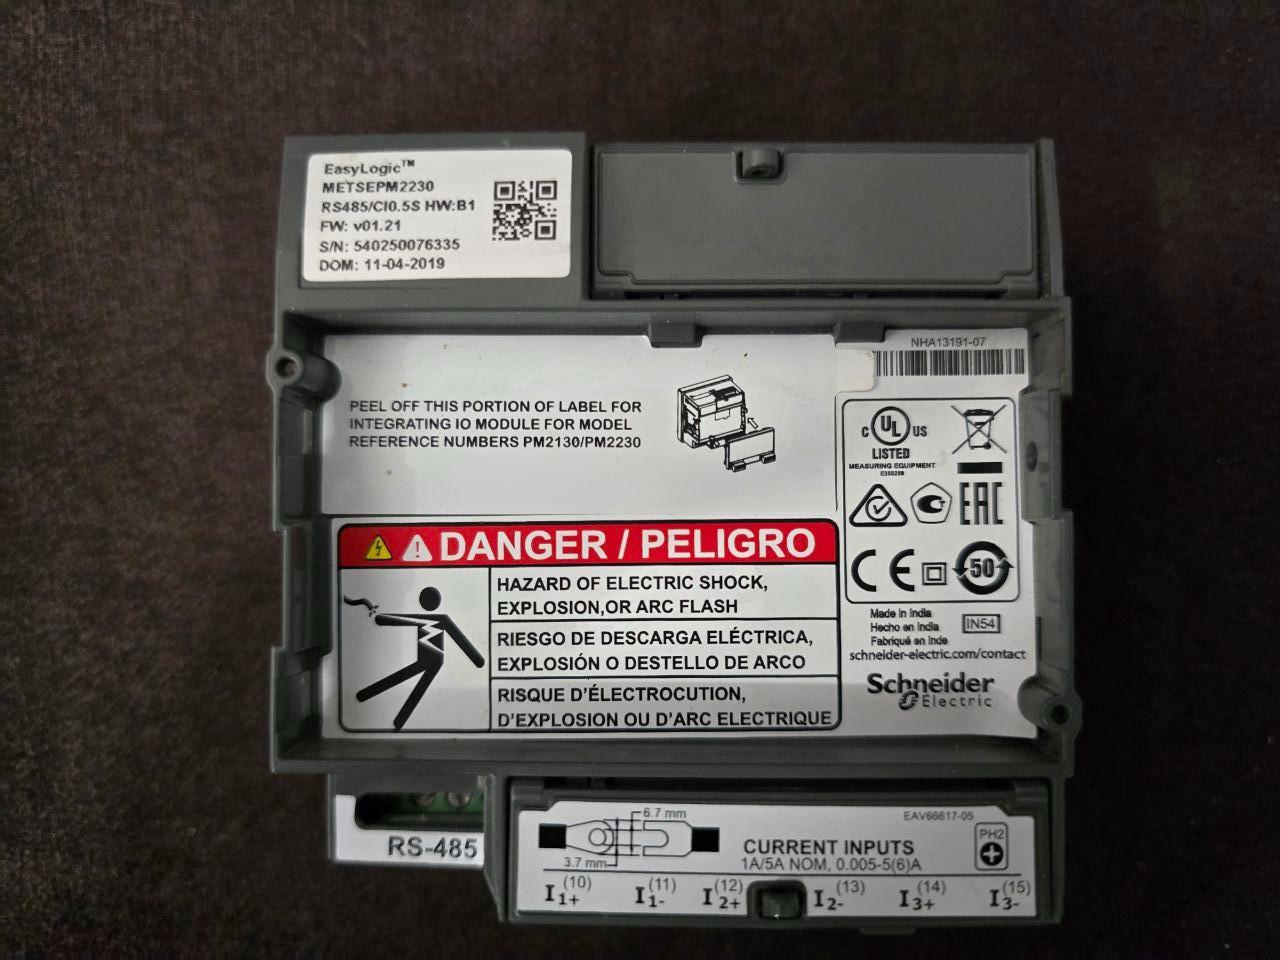 EasyLogic™
METSEPM2230
RS485/Cl0.5S HW:B1
FW: v01.21
S/N: 540250076335
DOM: 11-04-2019
NHA13191-07
PEEL OFF THIS PORTION OF LABEL FOR
INTEGRATING IO MODULE FOR MODEL
REFERENCE NUMBERS PM2130/PM2230
C UL US
LISTED
MEASURING EQUIPMENT
EAC
CE
50
DANGER / PELIGRO
HAZARD OF ELECTRIC SHOCK,
EXPLOSION,OR ARC FLASH
RIESGO DE DESCARGA ELÉCTRICA,
EXPLOSIÓN O DESTELLO DE ARCO
RISQUE D'ÉLECTROCUTION,
D'EXPLOSION OU D'ARC ELECTRIQUE
Made in India
Hecho en India
Fabriqué en Inde
IN54
schneider-electric.com/contact
Schneider
Electric
RS-485
6.7 mm
3.7 mm
EAV66617-05
CURRENT INPUTS
1A/5A NOM, 0.005-5(6)A
PH2
I1+ (10) I1- (11) I2+ (12) I2- (13) I3+ (14) I3- (15)